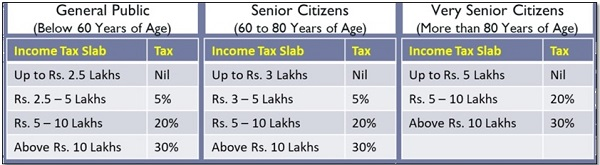 General Public
(Below 60 Years of Age)
Income Tax Slab Tax
Up to Rs. 2.5 Lakhs Nil
Rs. 2.5 – 5 Lakhs 5%
Rs. 5 – 10 Lakhs 20%
Above Rs. 10 Lakhs 30%
Senior Citizens
(60 to 80 Years of Age)
Income Tax Slab Tax
Up to Rs. 3 Lakhs Nil
Rs. 3 – 5 Lakhs 5%
Rs. 5 – 10 Lakhs 20%
Above Rs. 10 Lakhs 30%
Very Senior Citizens
(More than 80 Years of Age)
Income Tax Slab Tax
Up to Rs. 5 Lakhs Nil
Rs. 5 – 10 Lakhs 20%
Above Rs. 10 Lakhs 30%